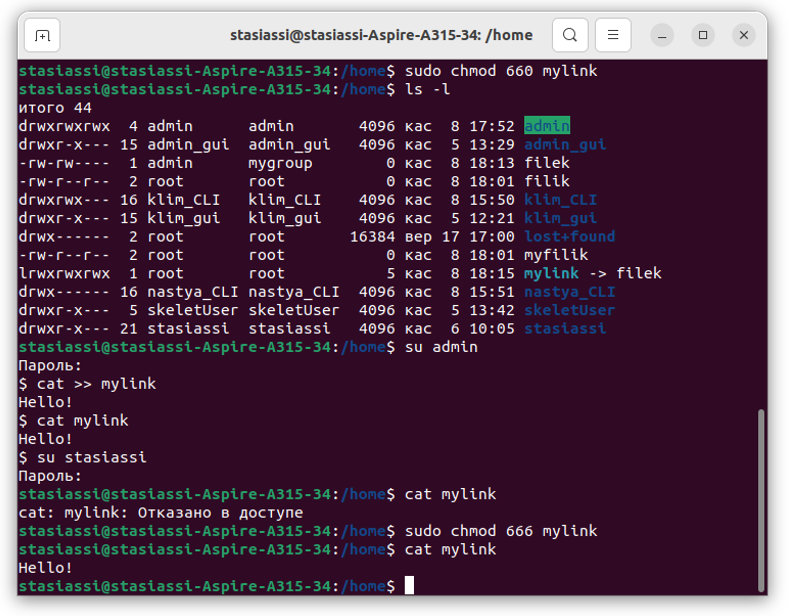 stasiassi@stasiassi-Aspire-A315-34: /home
stasiassi@stasiassi-Aspire-A315-34:/home$ sudo chmod 660 mylink
stasiassi@stasiassi-Aspire-A315-34:/home$ ls -l
итого 44
drwxrwxrwx  4 admin      admin       4096 кас  8 17:52 admin
drwxr-x--- 15 admin_gui  admin_gui   4096 кас  5 13:29 admin_gui
-rw-rw----  1 admin      mygroup        0 кас  8 18:13 filek
-rw-r--r--  2 root       root           0 кас  8 18:01 filik
drwxrwx--- 16 klim_CLI   klim_CLI    4096 кас  8 15:50 klim_CLI
drwxr-x--- 15 klim_gui   klim_gui    4096 кас  5 12:21 klim_gui
drwx------  2 root       root       16384 вер 17 17:00 lost+found
-rw-r--r--  2 root       root           0 кас  8 18:01 myfilik
lrwxrwxrwx  1 root       root           5 кас  8 18:15 mylink -> filek
drwx------ 16 nastya_CLI nastya_CLI  4096 кас  8 15:51 nastya_CLI
drwxr-x---  5 skeletUser skeletUser  4096 кас  5 13:42 skeletUser
drwxr-x--- 21 stasiassi  stasiassi   4096 кас  6 10:05 stasiassi
stasiassi@stasiassi-Aspire-A315-34:/home$ su admin
Пароль:
$ cat >> mylink
Hello!
$ cat mylink
Hello!
$ su stasiassi
Пароль:
stasiassi@stasiassi-Aspire-A315-34:/home$ cat mylink
cat: mylink: Отказано в доступе
stasiassi@stasiassi-Aspire-A315-34:/home$ sudo chmod 666 mylink
stasiassi@stasiassi-Aspire-A315-34:/home$ cat mylink
Hello!
stasiassi@stasiassi-Aspire-A315-34:/home$